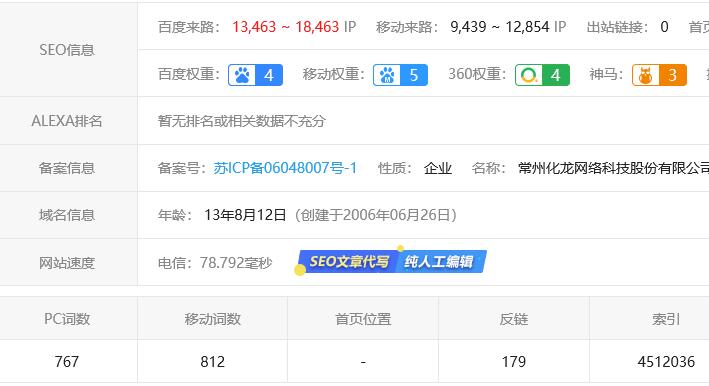 SEO信息
百度来路： 13,463 ~ 18,463 IP 移动来路： 9,439 ~ 12,854 IP 出站链接： 0 首页
百度权重： 4 移动权重： M 5 360权重： 4 神马： 3
ALEXA排名 暂无排名或相关数据不充分
备案信息 备案号：苏ICP备06048007号-1 性质： 企业 名称： 常州化龙网络科技股份有限公司
域名信息 年龄： 13年8月12日（创建于2006年06月26日）
网站速度 电信：78.792毫秒 SEO文章代写 纯人工编辑
PC词数 移动词数 首页位置 反链 索引
767 812 - 179 4512036